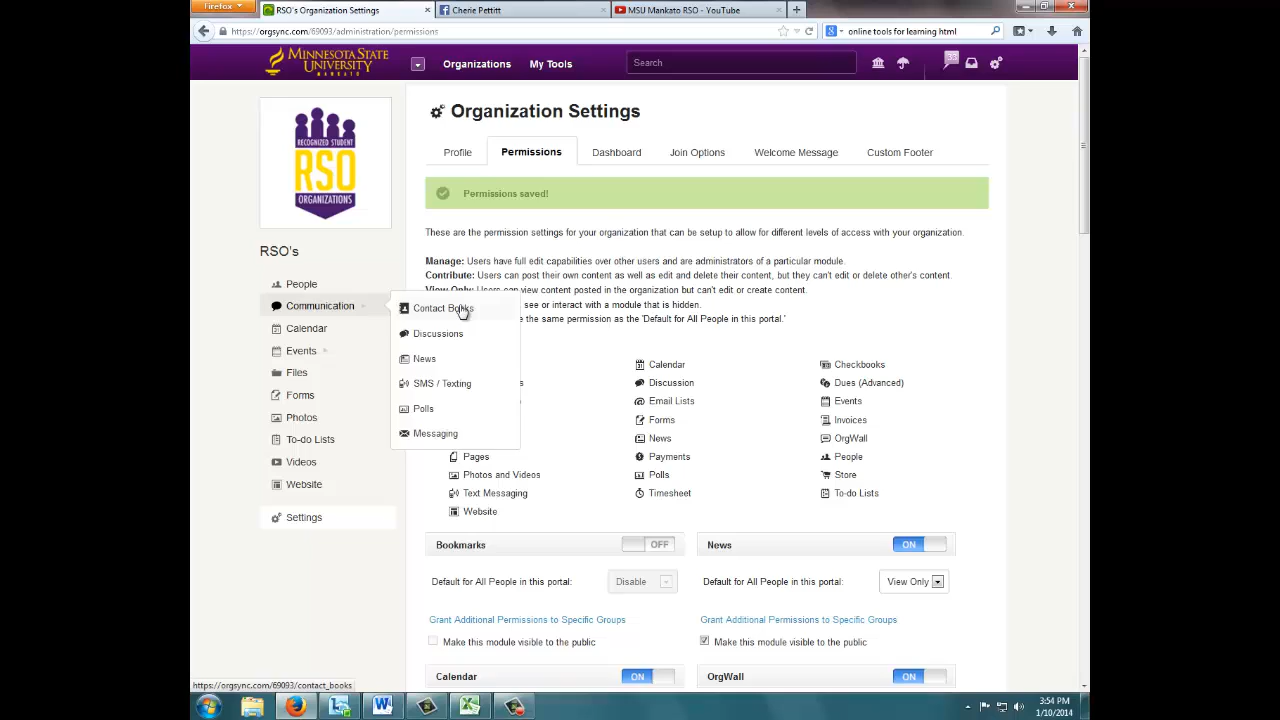 Firefox
RSO's Organization Settings
Cherie Pettitt
MSU Mankato RSO - YouTube
https://orgsync.com/69093/administration/permissions
online tools for learning html
MINNESOTA STATE
UNIVERSITY
MANKATO
Organizations
My Tools
Search
33
RECOGNIZED STUDENT
RSO
ORGANIZATIONS
Organization Settings
Profile
Permissions
Dashboard
Join Options
Welcome Message
Custom Footer
Permissions saved!
RSO's
People
Communication
Calendar
Events
Files
Forms
Photos
To-do Lists
Videos
Website
Settings
Contact Books
Discussions
News
SMS / Texting
Polls
Messaging
These are the permission settings for your organization that can be setup to allow for different levels of access with your organization.
Manage: Users have full edit capabilities over other users and are administrators of a particular module.
Contribute: Users can post their own content as well as edit and delete their content, but they can't edit or delete other's content.
View Only: Users can view content posted in the organization but can't edit or create content.
see or interact with a module that is hidden.
the same permission as the 'Default for All People in this portal.'
Calendar
Checkbooks
Discussion
Dues (Advanced)
Email Lists
Events
Forms
Invoices
News
OrgWall
Pages
Payments
People
Photos and Videos
Polls
Store
Text Messaging
Timesheet
To-do Lists
Website
Bookmarks
OFF
Default for All People in this portal:
Disable
Grant Additional Permissions to Specific Groups
Make this module visible to the public
News
ON
Default for All People in this portal:
View Only
Grant Additional Permissions to Specific Groups
Make this module visible to the public
Calendar
ON
OrgWall
ON
https://orgsync.com/69093/contact_books
3:54 PM
1/10/2014